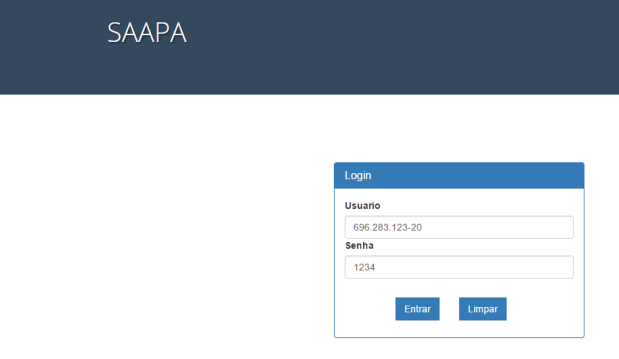 SAAPA
Login
Usuario
696.283.123-20
Senha
1234
Entrar Limpar